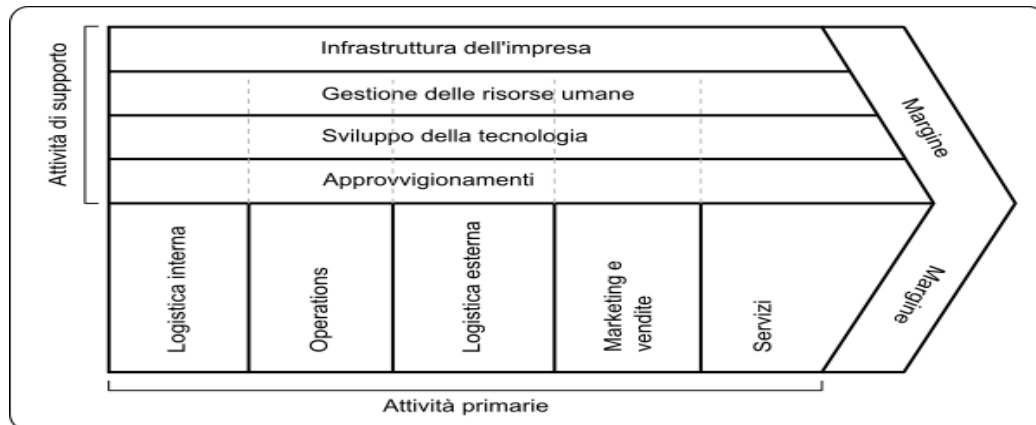 Attività di supporto
Infrastruttura dell'impresa
Gestione delle risorse umane
Sviluppo della tecnologia
Approvvigionamenti
Margine
Logistica interna
Operations
Logistica esterna
Marketing e
vendite
Servizi
Margine
Attività primarie